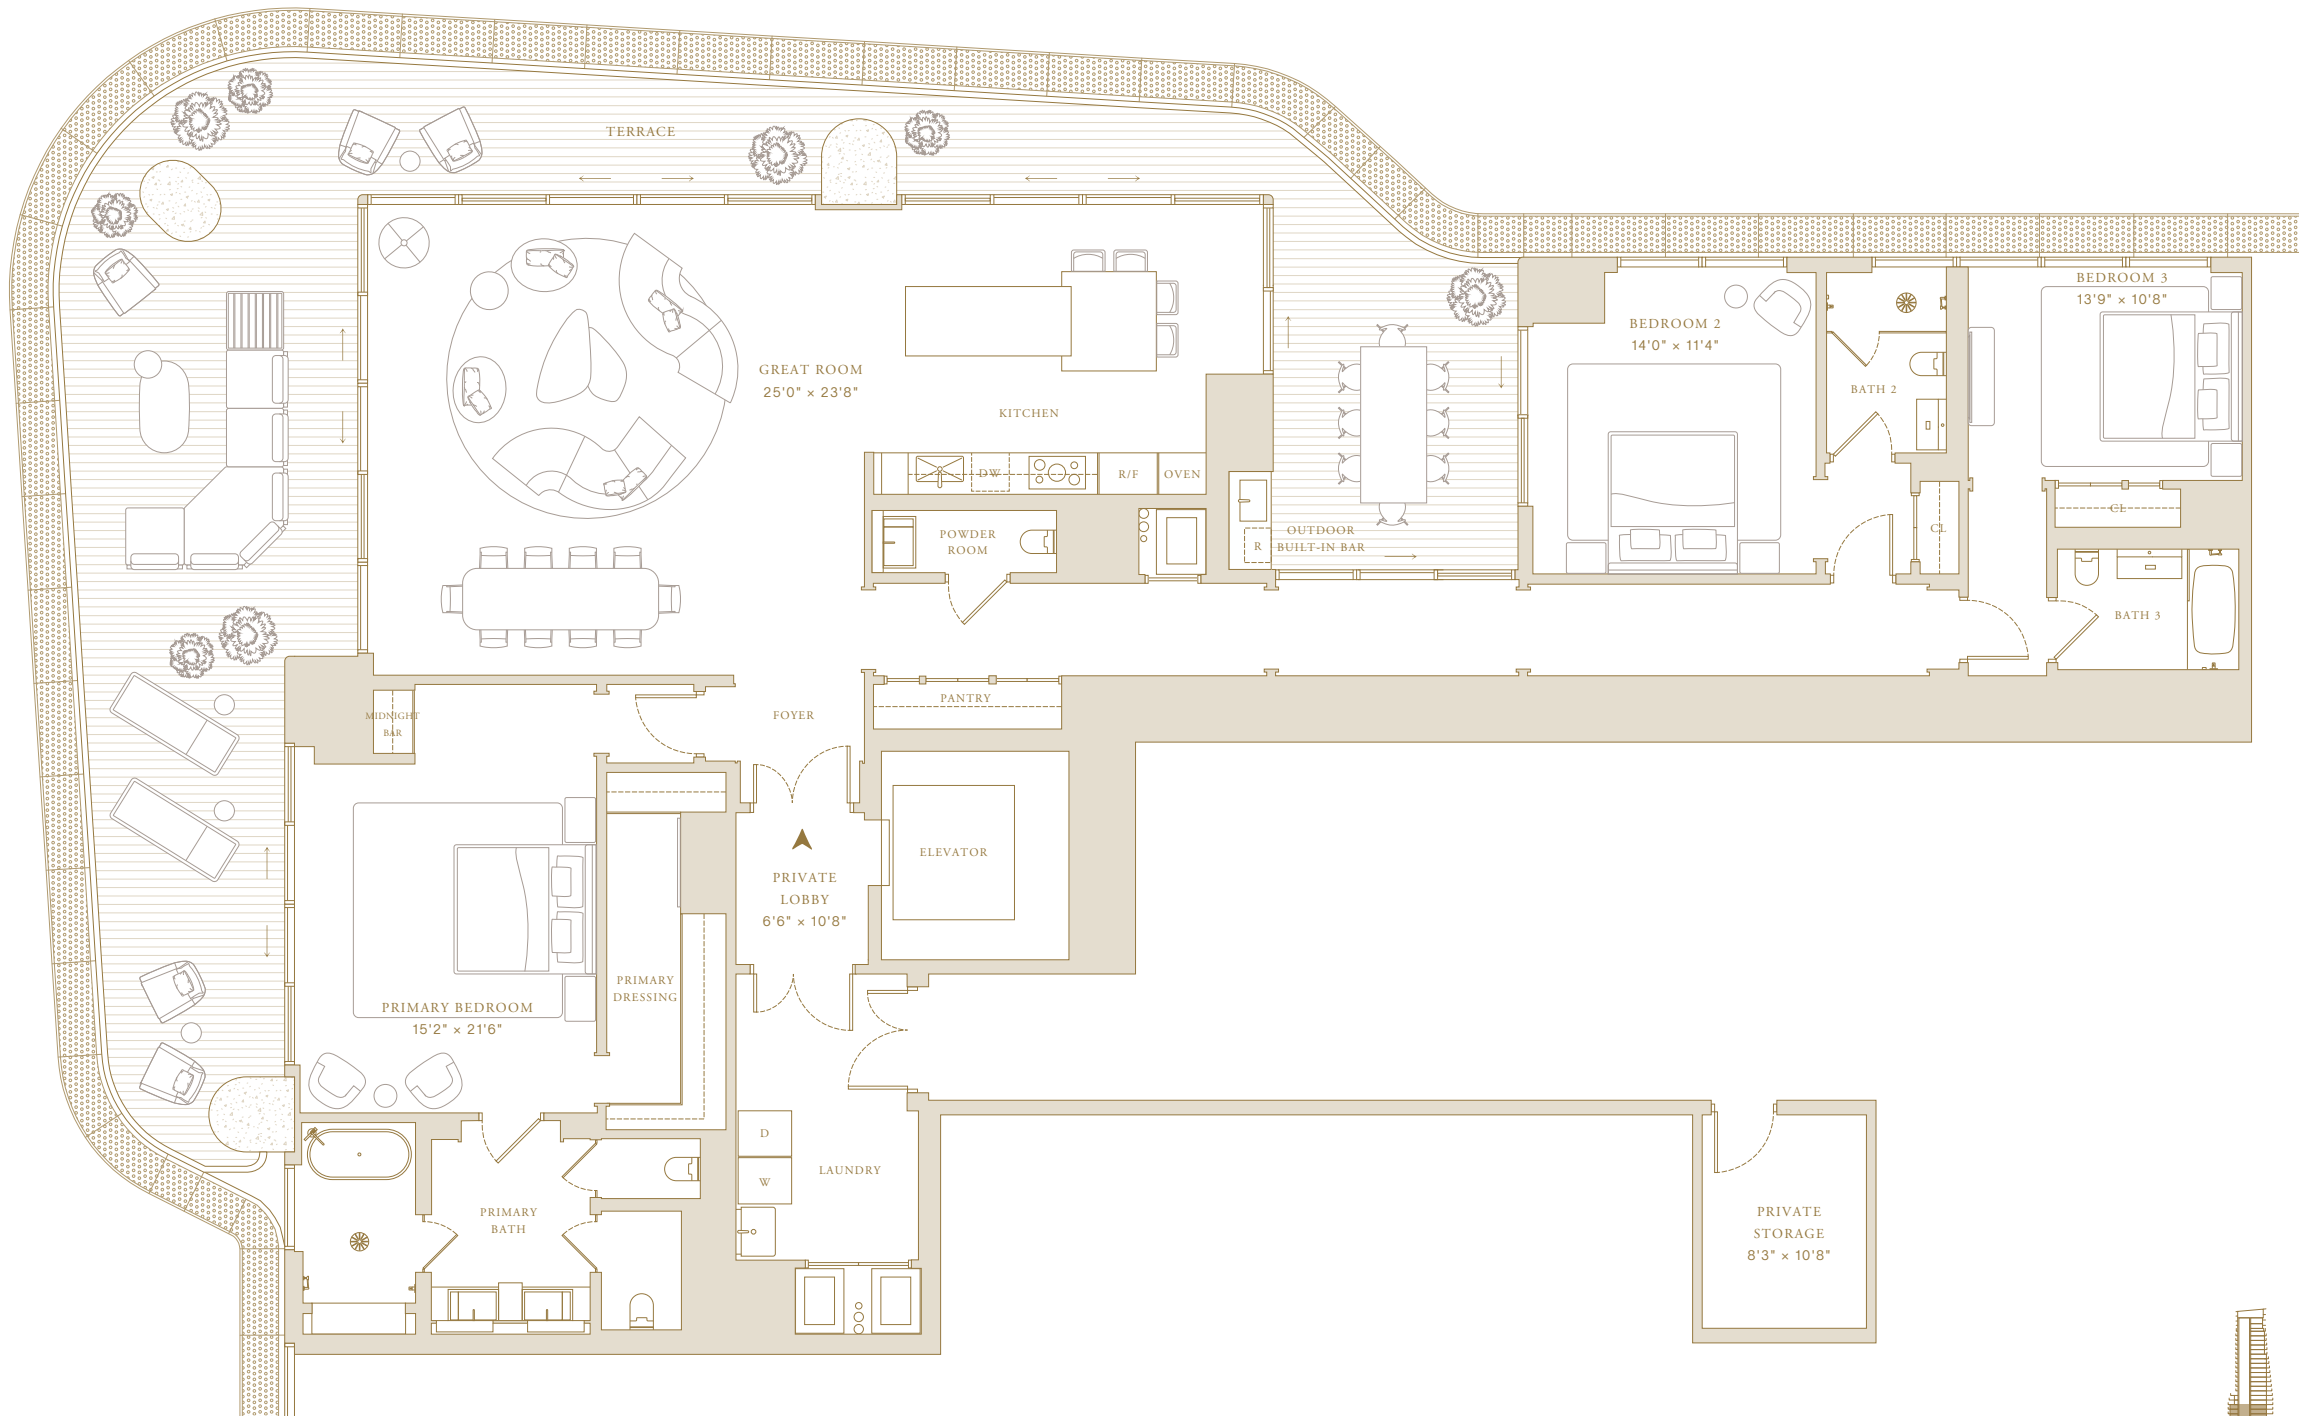 TERRACE
BEDROOM 3
13'9" × 10'8"
BEDROOM 2
14'0" × 11'4"
GREAT ROOM
25'0" × 23'8"
BATH 2
KITCHEN
DW
R/F
OVEN
CL
CL
POWDER
ROOM
OUTDOOR
BUILT-IN BAR
R
BATH 3
PANTRY
MIDNIGHT
BAR
FOYER
ELEVATOR
PRIVATE
LOBBY
6'6" × 10'8"
PRIMARY
DRESSING
PRIMARY BEDROOM
15'2" × 21'6"
D
W
LAUNDRY
PRIMARY
BATH
PRIVATE
STORAGE
8'3" × 10'8"